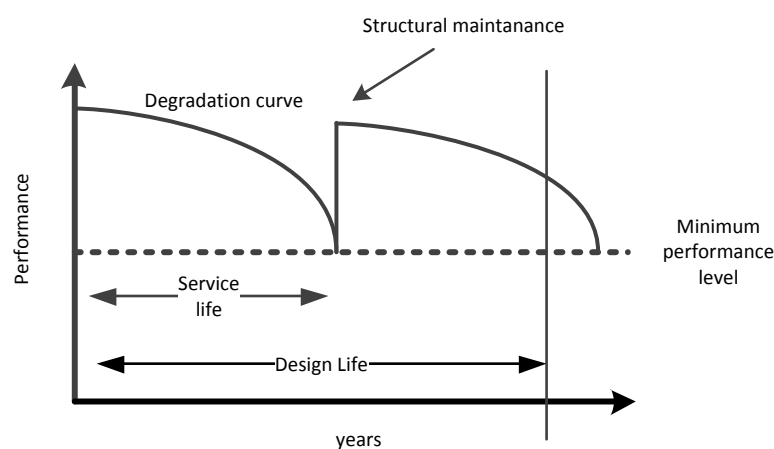 Structural maintanance
Degradation curve
Performance
Minimum
performance
level
Service
life
Design Life
years